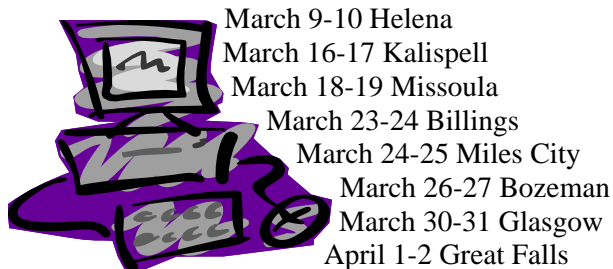 March 9-10 Helena
March 16-17 Kalispell
March 18-19 Missoula
March 23-24 Billings
March 24-25 Miles City
March 26-27 Bozeman
March 30-31 Glasgow
April 1-2 Great Falls